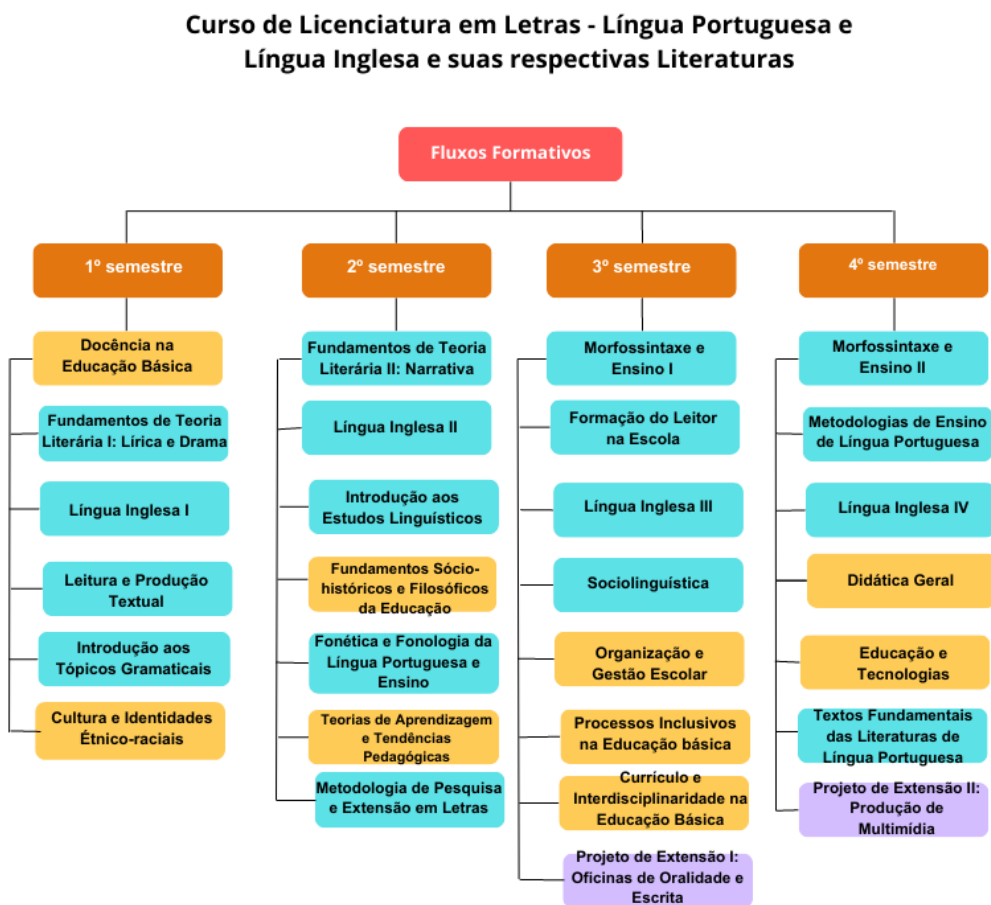 Curso de Licenciatura em Letras - Língua Portuguesa e
Língua Inglesa e suas respectivas Literaturas
Fluxos Formativos
1º semestre
Docência na
Educação Básica
Fundamentos de Teoria
Literária I: Lírica e Drama
Língua Inglesa I
Leitura e Produção
Textual
Introdução aos
Tópicos Gramaticais
Cultura e Identidades
Étnico-raciais
2º semestre
Fundamentos de Teoria
Literária II: Narrativa
Língua Inglesa II
Introdução aos
Estudos Linguísticos
Fundamentos Sócio-
históricos e Filosóficos
da Educação
Fonética e Fonologia da
Língua Portuguesa e
Ensino
Teorias de Aprendizagem
e Tendências
Pedagógicas
Metodologia de Pesquisa
e Extensão em Letras
3º semestre
Morfossintaxe e
Ensino I
Formação do Leitor
na Escola
Língua Inglesa III
Sociolinguística
Organização e
Gestão Escolar
Processos Inclusivos
na Educação básica
Currículo e
Interdisciplinaridade na
Educação Básica
Projeto de Extensão I:
Oficinas de Oralidade e
Escrita
4º semestre
Morfossintaxe e
Ensino II
Metodologias de Ensino
de Língua Portuguesa
Língua Inglesa IV
Didática Geral
Educação e
Tecnologias
Textos Fundamentais
das Literaturas de
Língua Portuguesa
Projeto de Extensão II:
Produção de
Multimídia